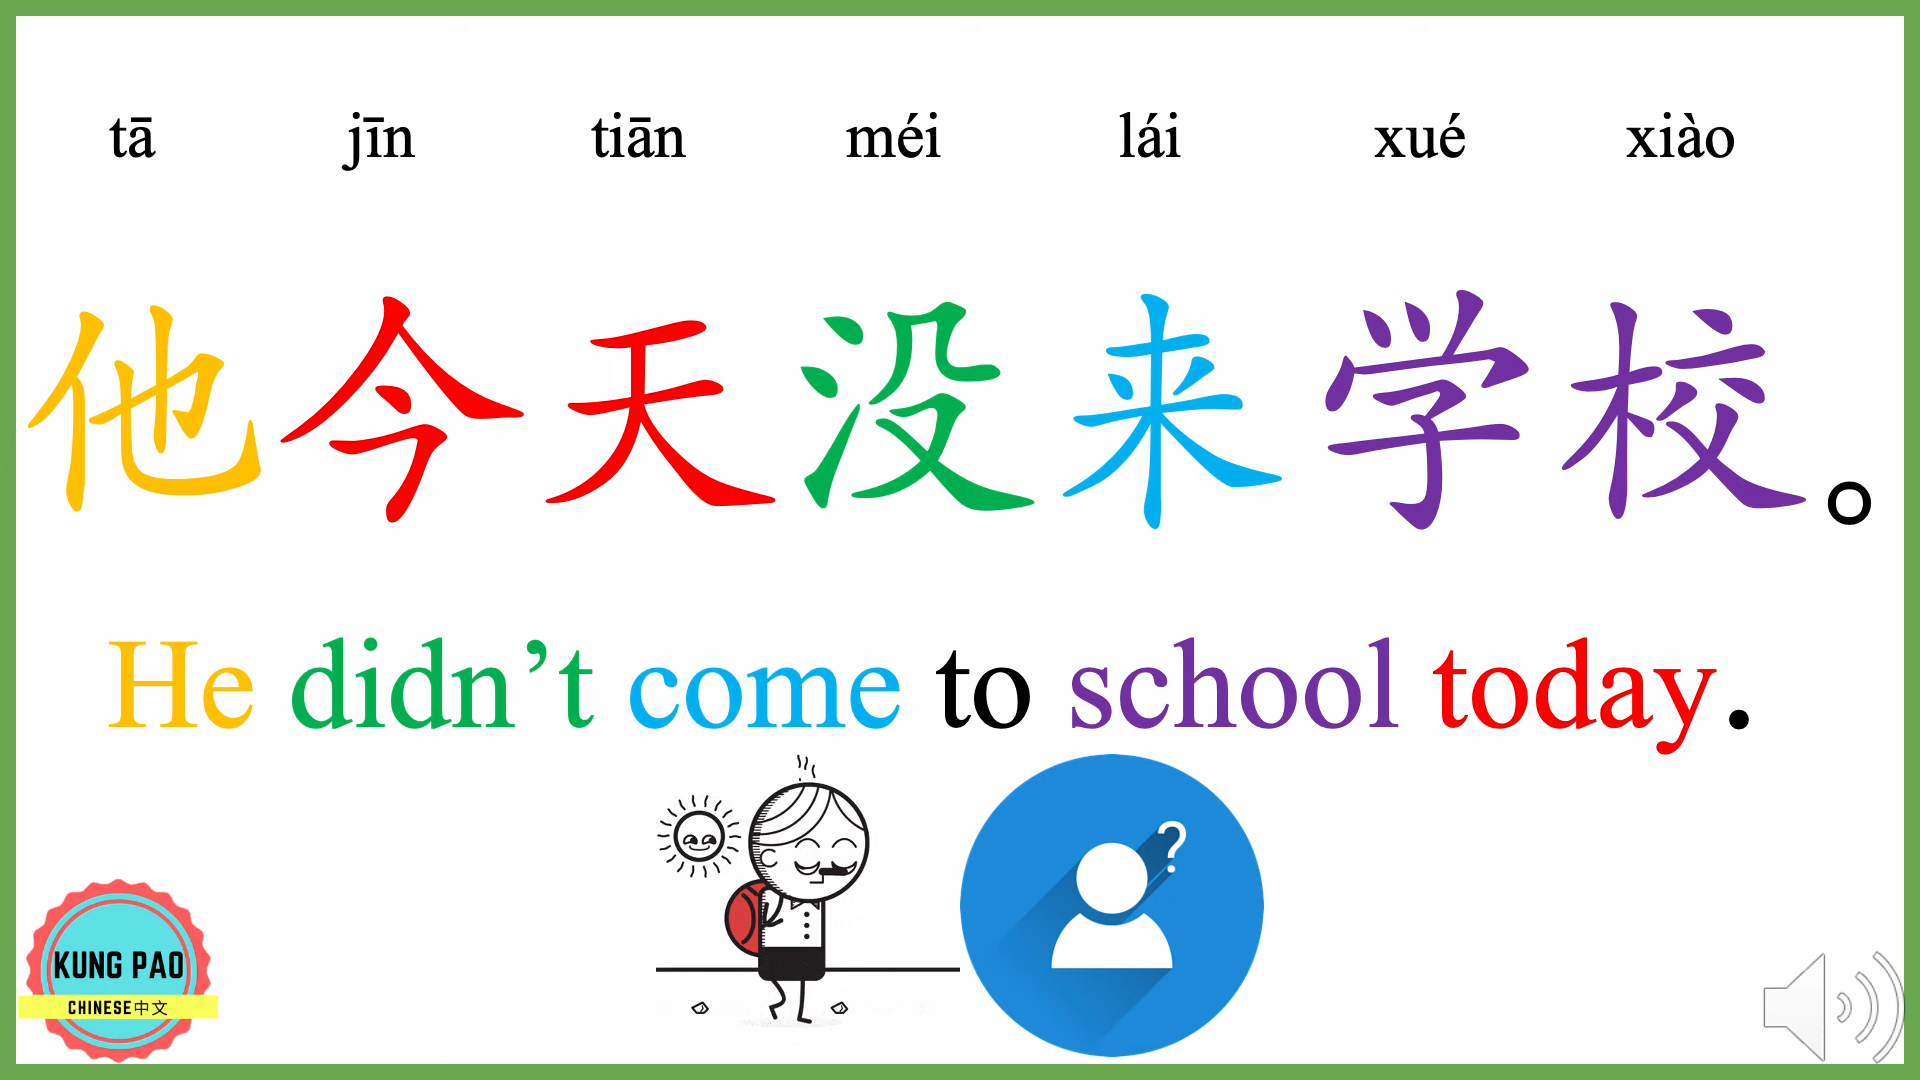 tā jīn tiān méi lái xué xiào
他今天没来学校。
He didn’t come to school today.
?
KUNG PAO
CHINESE中文